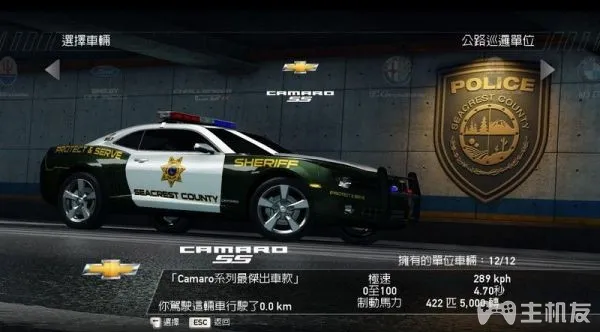 選擇車輛
公路巡邏單位
CAMARO
SS
POLICE
SEACREST COUNTY
PROTECT & SERVE
SHERIFF
SEACREST COUNTY
PROTECT & SERVE
CAMARO
SS
擁有的單位車輛：12/12
「Camaro系列最傑出車款」
極速 289 kph
0至100 4.70秒
你駕駛這輛車行駛了0.0 km
制動馬力 422 匹 5,000 轉
選擇 ESC 返回
主机友